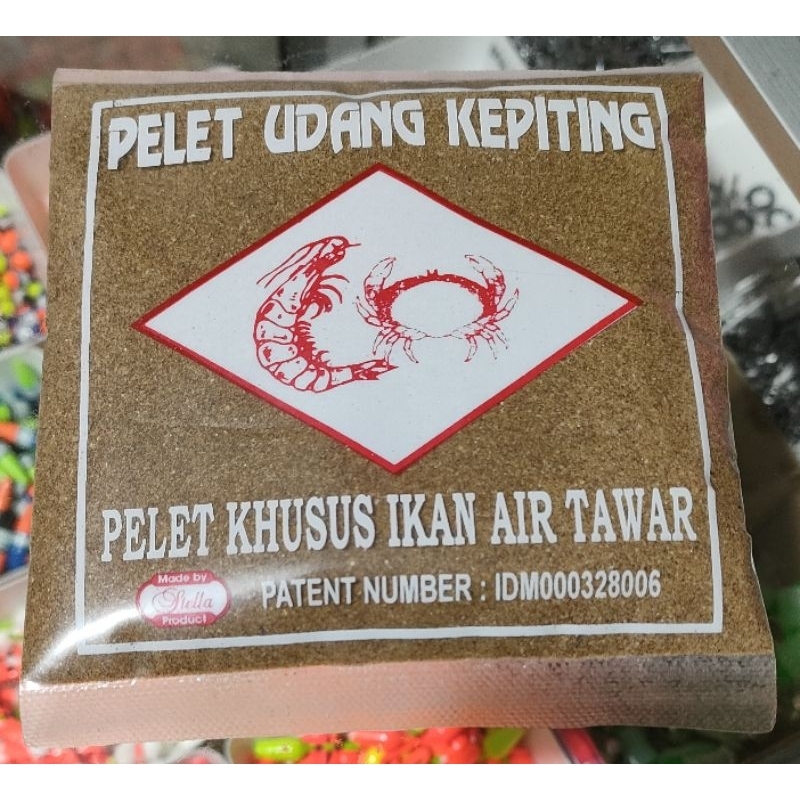 PELET UDANG KEPITING
PELET KHUSUS IKAN AIR TAWAR
Made by
Stella
Product
PATENT NUMBER : IDM000328006